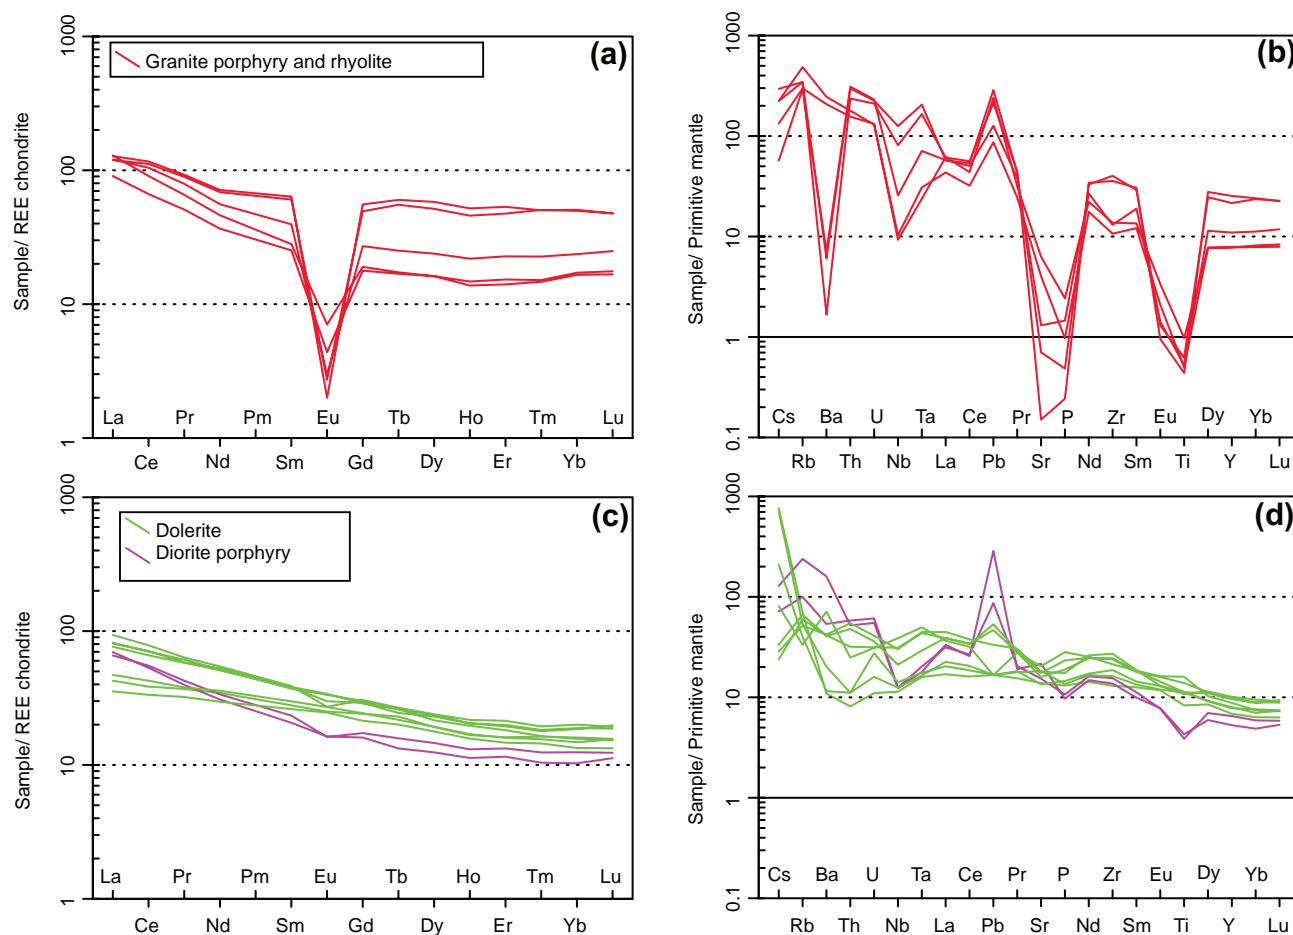 1000
100
10
1
Sample/ REE chondrite
(a)
Granite porphyry and rhyolite
La Pr Pm Eu Tb Ho Tm Lu
Ce Nd Sm Gd Dy Er Yb
1000
100
10
1
0.1
Sample/ Primitive mantle
(b)
Cs Ba U Ta Ce Pr P Zr Eu Dy Yb
Rb Th Nb La Pb Sr Nd Sm Ti Y Lu
1000
100
10
1
Sample/ REE chondrite
(c)
Dolerite
Diorite porphyry
La Pr Pm Eu Tb Ho Tm Lu
Ce Nd Sm Gd Dy Er Yb
1000
100
10
1
0.1
Sample/ Primitive mantle
(d)
Cs Ba U Ta Ce Pr P Zr Eu Dy Yb
Rb Th Nb La Pb Sr Nd Sm Ti Y Lu